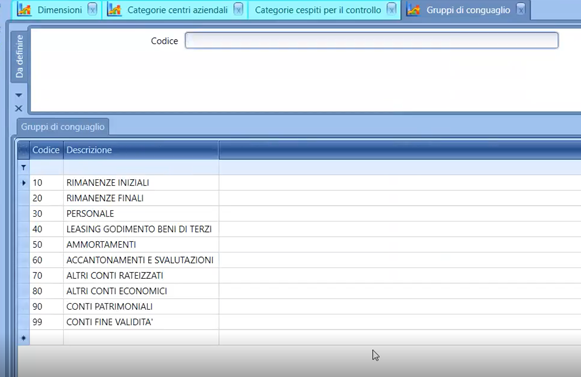 Dimensioni
Categorie centri aziendali
Categorie cespiti per il controllo
Gruppi di conguaglio
Da definire
Codice
Gruppi di conguaglio
Codice Descrizione
10 RIMANENZE INIZIALI
20 RIMANENZE FINALI
30 PERSONALE
40 LEASING GODIMENTO BENI DI TERZI
50 AMMORTAMENTI
60 ACCANTONAMENTI E SVALUTAZIONI
70 ALTRI CONTI RATEIZZATI
80 ALTRI CONTI ECONOMICI
90 CONTI PATRIMONIALI
99 CONTI FINE VALIDITA'